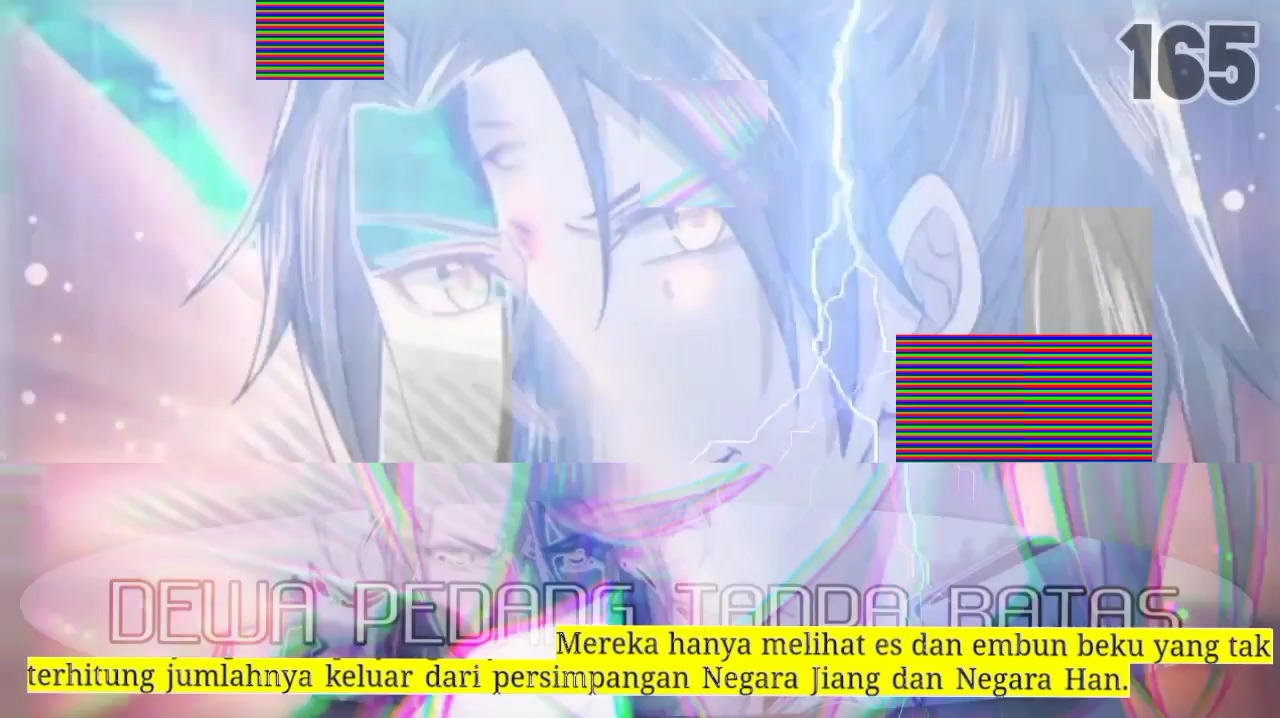 165
DEWA PEDANG TANPA BATAS
Mereka hanya melihat es dan embun beku yang tak
terhitung jumlahnya keluar dari persimpangan Negara Jiang dan Negara Han.